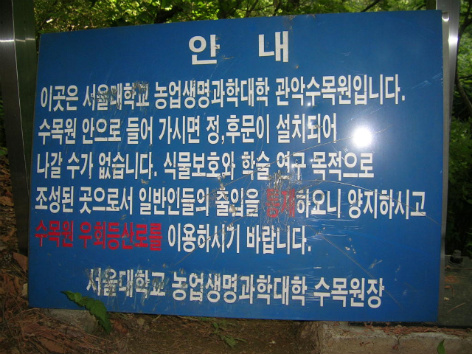 안 내
이곳은 서울대학교 농업생명과학대학 관악수목원입니다.
수목원 안으로 들어 가시면 정,후문이 설치되어
나갈 수가 없습니다. 식물보호와 학술 연구 목적으로
조성된 곳으로서 일반인들의 출입을 통제하오니 양지하시고
수목원 우회등산로를 이용하시기 바랍니다.
서울대학교 농업생명과학대학 수목원장